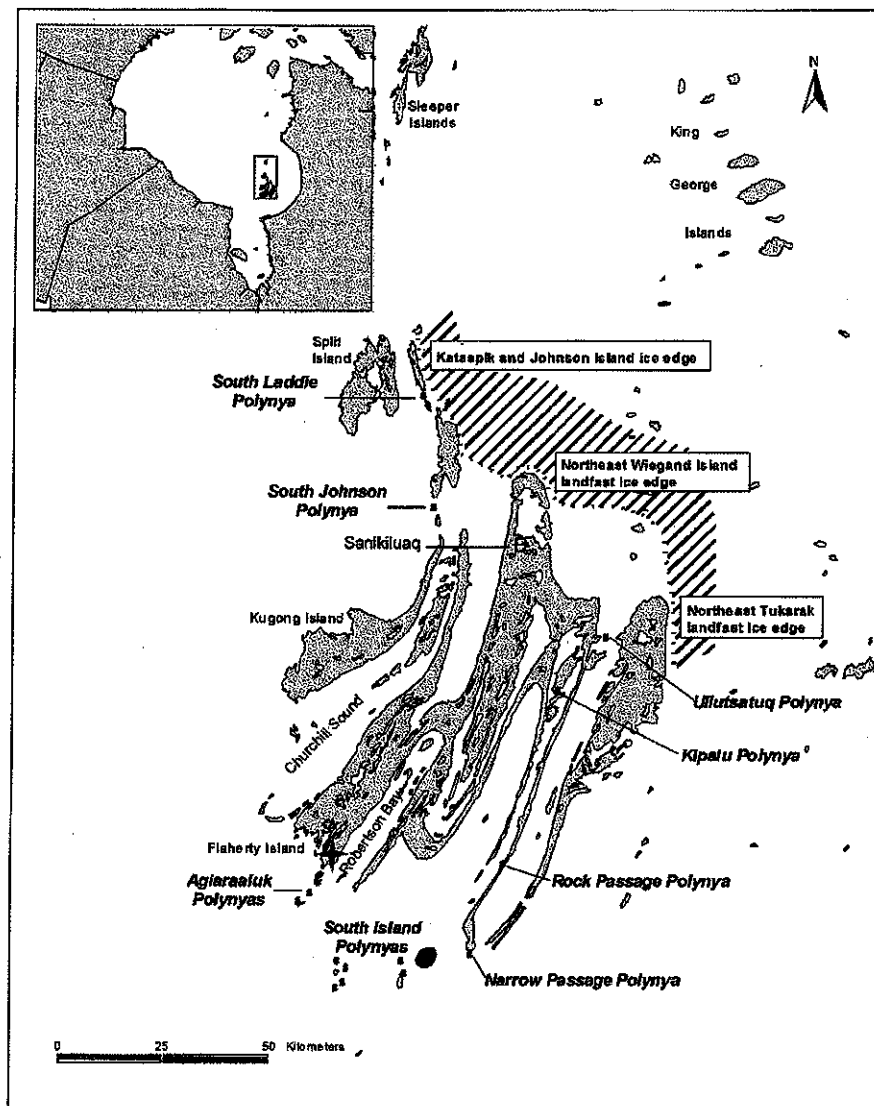 N
Sleeper
Islands
King
George
Islands
Split
Island
Kataapik and Johnson Island ice edge
South Laddie
Polynya
Northeast Wiegand Island
landfast ice edge
South Johnson
Polynya
Sanikiluaq
Northeast Tukarak
landfast ice edge
Kugong Island
Ullutsatuq Polynya
Churchill Sound
Kipalu Polynya
Robertson Bay
Flaherty Island
Agiaraaluk
Polynyas
Rock Passage Polynya
South Island
Polynyas
Narrow Passage Polynya
0 25 50 Kilometers